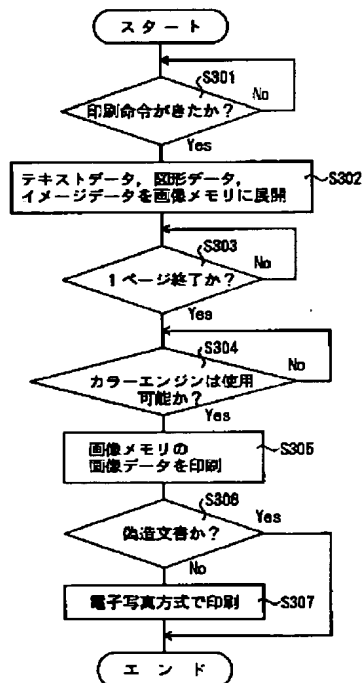 スタート
S301
No
印刷命令がきたか?
Yes
テキストデータ, 図形データ,
イメージデータを画像メモリに展開
S302
S303
No
1ページ終了か?
Yes
S304
No
カラーエンジンは使用
可能か?
Yes
画像メモリの
画像データを印刷
S305
S306
Yes
偽造文書か?
No
電子写真方式で印刷
S307
エンド